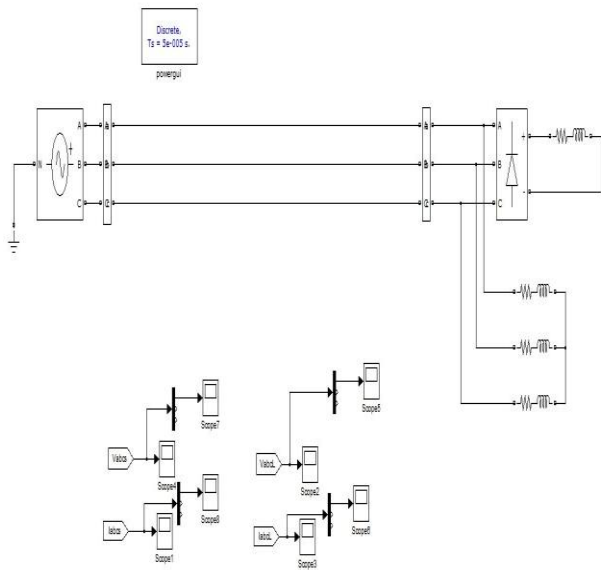 Discrete,
Ts = 5e-005 s.
powergui
A
A
B
C
N
A
B
C
+
-
Scope7
Vabcs
Scope4
Scope8
Iabcs
Scope1
Scope5
VabcL
Scope2
Scope6
IabcL
Scope3